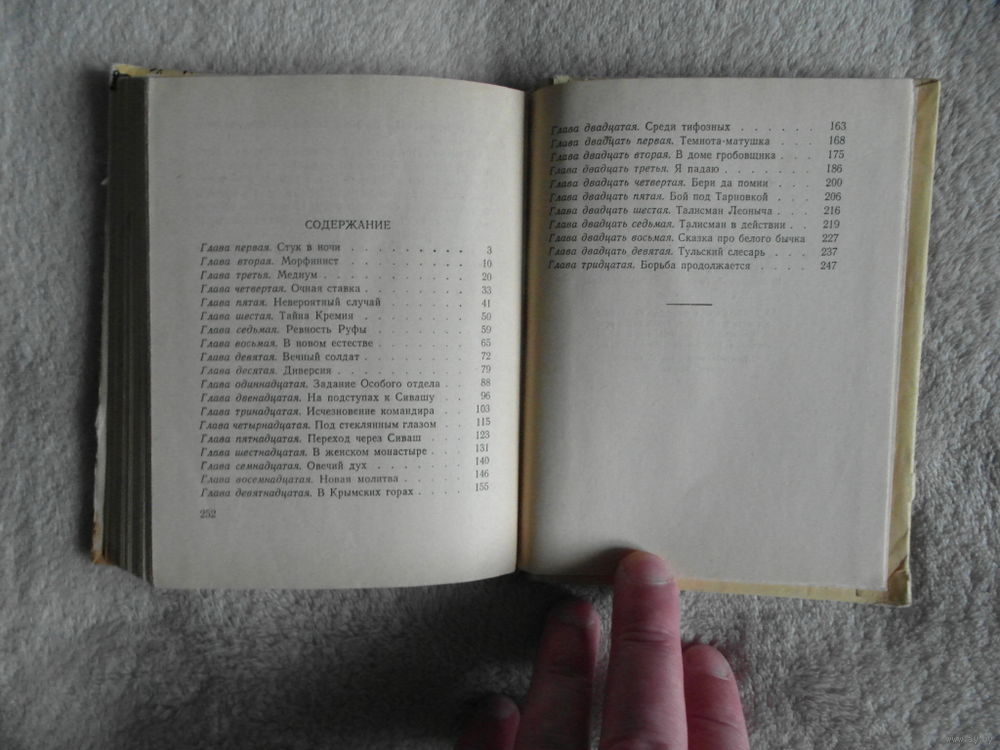 СОДЕРЖАНИЕ
Глава первая. Стук в ночи . . . . . . . . 3
Глава вторая. Морфинист . . . . . . . . 10
Глава третья. Медиум . . . . . . . . . 20
Глава четвертая. Очная ставка . . . . . . . 33
Глава пятая. Невероятный случай . . . . . . 41
Глава шестая. Тайна Кремия . . . . . . . 50
Глава седьмая. Ревность Руфы . . . . . . . 59
Глава восьмая. В новом естестве . . . . . . 65
Глава девятая. Вечный солдат . . . . . . . 72
Глава десятая. Диверсия . . . . . . . . 79
Глава одиннадцатая. Задание Особого отдела . . 88
Глава двенадцатая. На подступах к Сивашу . . 96
Глава тринадцатая. Исчезновение командира . . 103
Глава четырнадцатая. Под стеклянным глазом . . 115
Глава пятнадцатая. Переход через Сиваш . . . 123
Глава шестнадцатая. В женском монастыре . . . 131
Глава семнадцатая. Овечий дух . . . . . . . 140
Глава восемнадцатая. Новая молитва . . . . . 146
Глава девятнадцатая. В Крымских горах . . . . 155
252
Глава двадцатая. Среди тифозных . . . . . . 163
Глава двадцать первая. Темнота-матушка . . . 168
Глава двадцать вторая. В доме гробовщика . . . 175
Глава двадцать третья. Я падаю . . . . . . 186
Глава двадцать четвертая. Бери да помни . . . 200
Глава двадцать пятая. Бой под Тарновкой . . . 206
Глава двадцать шестая. Талисман Леоныча . . . 216
Глава двадцать седьмая. Талисман в действии . . 219
Глава двадцать восьмая. Сказка про белого бычка 227
Глава двадцать девятая. Тульский слесарь . . . 237
Глава тридцатая. Борьба продолжается . . . . 247